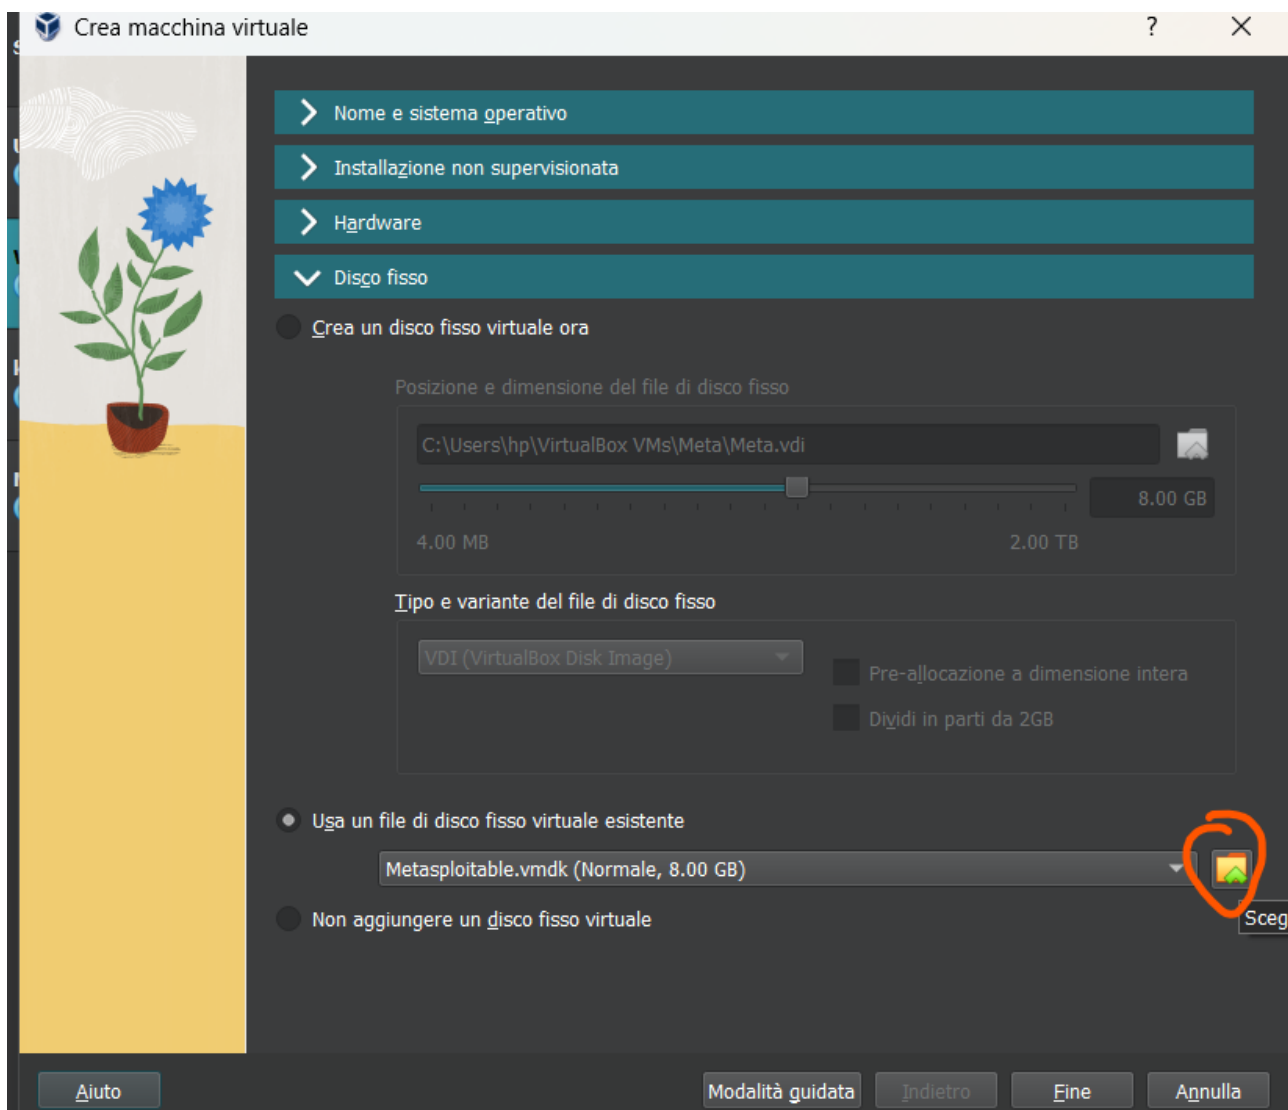 Crea macchina virtuale
?
Nome e sistema operativo
Installazione non supervisionata
Hardware
Disco fisso
Crea un disco fisso virtuale ora
Posizione e dimensione del file di disco fisso
C:\Users\hp\VirtualBox VMs\Meta\Meta.vdi
8.00 GB
4.00 MB
2.00 TB
Tipo e variante del file di disco fisso
VDI (VirtualBox Disk Image)
Pre-allocazione a dimensione intera
Dividi in parti da 2GB
Usa un file di disco fisso virtuale esistente
Metasploitable.vmdk (Normale, 8.00 GB)
Non aggiungere un disco fisso virtuale
Aiuto
Modalità guidata
Indietro
Fine
Annulla